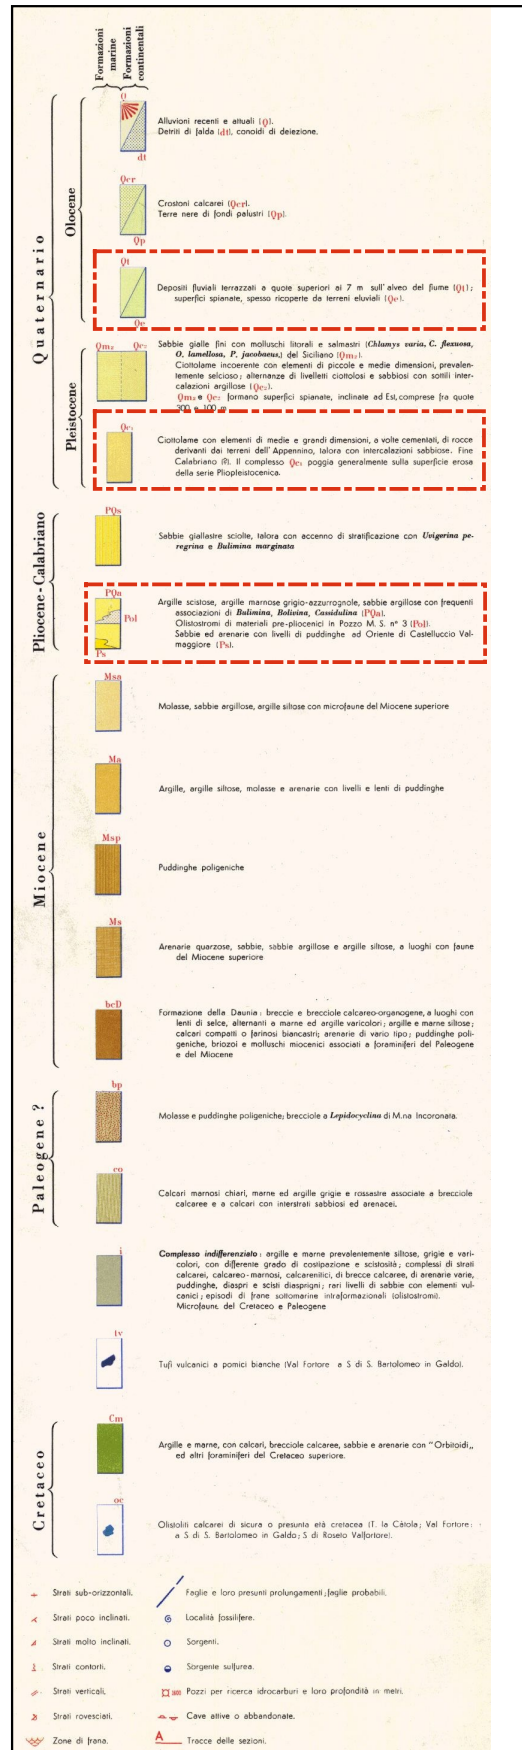 Formazioni
marine
Formazioni
continentali
Quaternario
Olocene
Q
dt
Alluvioni recenti e attuali (Q).
Detriti di falda (dt), conoidi di deiezione.
Qcr
Qp
Crostoni calcarei (Qcr).
Terre nere di fondi palustri (Qp).
Qt
Qe
Depositi fluviali terrazzati a quote superiori ai 7 m sull'alveo del fiume (Qt);
superfici spianate, spesso ricoperte da terreni eluviali (Qe).
Pleistocene
Qm₂ Qc₂
Sabbie gialle fini con molluschi litorali e salmastri (Chlamys varia, C. flexuosa,
O. lamellosa, P. jacobaeus,) del Siciliano (Qm₂).
Ciottolame incoerente con elementi di piccole e medie dimensioni, prevalen-
temente selcioso; alternanze di livelletti ciottolosi e sabbiosi con sottili inter-
calazioni argillose (Qc₂).
Qm₂ e Qc₂ formano superfici spianate, inclinate ad Est, comprese fra quote
300 e 100 m
Qc₁
Ciottolame con elementi di medie e grandi dimensioni, a volte cementati, di rocce
derivanti dai terreni dell'Appennino, talora con intercalazioni sabbiose. Fine
Calabriano (?). Il complesso Qc₁ poggia generalmente sulla superficie erosa
della serie Pliopleistocenica.
Pliocene-Calabriano
PQs
Sabbie giallastre sciolte, talora con accenno di stratificazione con Uvigerina pe-
regrina e Bulimina marginata
PQa
Pol
Ps
Argille scistose, argille marnose grigio-azzurrognole, sabbie argillose con frequenti
associazioni di Bulimina, Bolivina, Cassidulina (PQa).
Olistostromi di materiali pre-pliocenici in Pozzo M. S. n° 3 (Pol).
Sabbie ed arenarie con livelli di puddinghe ad Oriente di Castelluccio Val-
maggiore (Ps).
Miocene
Msa
Molasse, sabbie argillose, argille siltose con microfaune del Miocene superiore
Ma
Argille, argille siltose, molasse e arenarie con livelli e lenti di puddinghe
Msp
Puddinghe poligeniche
Ms
Arenarie quarzose, sabbie, sabbie argillose e argille siltose, a luoghi con faune
del Miocene superiore
bcD
Formazione della Daunia: breccie e brecciole calcareo-organogene, a luoghi con
lenti di selce, alternanti a marne ed argille varicolori; argille e marne siltose;
calcari compatti o farinosi biancastri; arenarie di vario tipo; puddinghe poli-
geniche, briozoi e molluschi miocenici associati a foraminiferi del Paleogene
e del Miocene
Paleogene ?
bp
Molasse e puddinghe poligeniche; brecciole a Lepidocyclina di M.na Incoronata.
co
Calcari marnosi chiari, marne ed argille grigie e rossastre associate a brecciole
calcaree e a calcari con interstrati sabbiosi ed arenacei.
i
Complesso indifferenziato: argille e marne prevalentemente siltose, grigie e vari-
colori, con differente grado di costipazione e scistosità; complessi di strati
calcarei, calcareo-marnosi, calcarenitici, di brecce calcaree, di arenarie varie,
puddinghe, diaspri e scisti diasprigni; rari livelli di sabbie con elementi vul-
canici; episodi di frane sottomarine intraformazionali (olistostromi).
Microfaune del Cretaceo e Paleogene
tv
Tufi vulcanici a pomici bianche (Val Fortore a S di S. Bartolomeo in Galdo).
Cretaceo
Cm
Argille e marne, con calcari, brecciole calcaree, sabbie e arenarie con "Orbitoidi„
ed altri foraminiferi del Cretaceo superiore.
oc
Olistoliti calcarei di sicura o presunta età cretacea (T. la Càtola; Val Fortore:
a S di S. Bartolomeo in Galdo; S di Roseto Valfortore).
Strati sub-orizzontali.
Faglie e loro presunti prolungamenti; faglie probabili.
Strati poco inclinati.
Località fossilifere.
Strati molto inclinati.
Sorgenti.
Strati contorti.
Sorgente sulfurea.
Strati verticali.
Pozzi per ricerca idrocarburi e loro profondità in metri.
Strati rovesciati.
Cave attive o abbandonate.
Zone di frana.
A
Tracce delle sezioni.